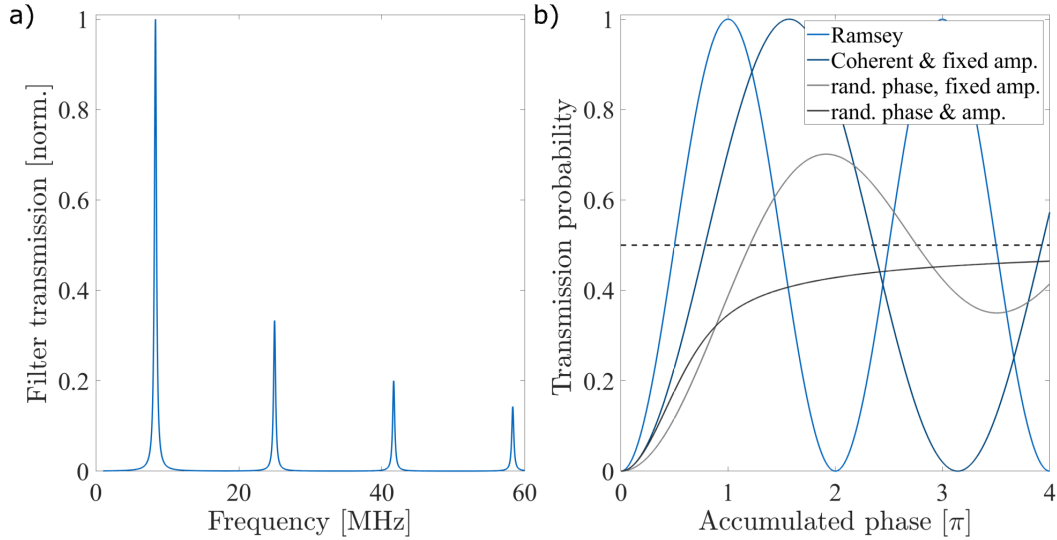 a)
Filter transmission [norm.]
1
0.8
0.6
0.4
0.2
0
0
20
40
60
Frequency [MHz]
b)
Transmission probability
1
0.8
0.6
0.4
0.2
0
Ramsey
Coherent & fixed amp.
rand. phase, fixed amp.
rand. phase & amp.
0
1
2
3
4
Accumulated phase [π]